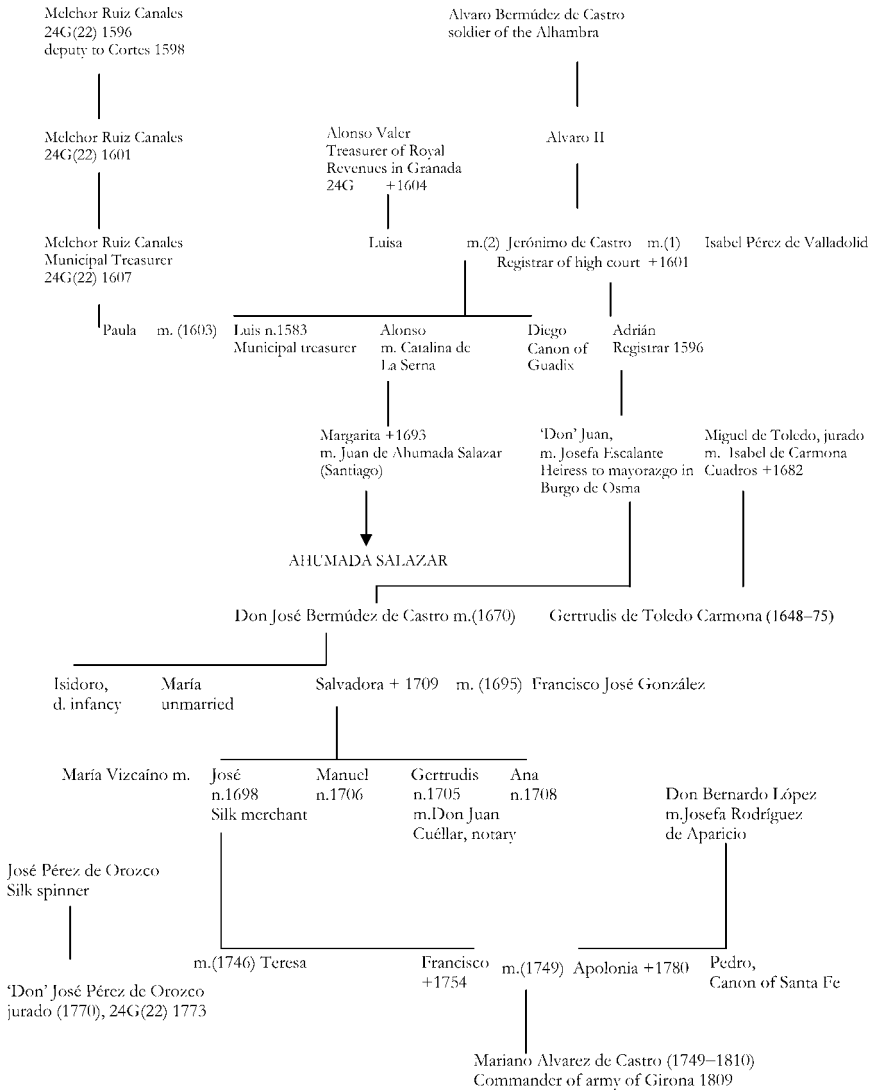 Melchor Ruiz Canales
24G(22) 1596
deputy to Cortes 1598
Alvaro Bermúdez de Castro
soldier of the Alhambra
Melchor Ruiz Canales
24G(22) 1601
Alonso Valer
Treasurer of Royal
Revenues in Granada
24G +1604
Alvaro II
Melchor Ruiz Canales
Municipal Treasurer
24G(22) 1607
Luisa
m.(2) Jerónimo de Castro m.(1)
Registrar of high court +1601
Isabel Pérez de Valladolid
Paula m. (1603)
Luis n.1583
Municipal treasurer
Alonso
m. Catalina de
La Serna
Diego
Canon of
Guadix
Adrián
Registrar 1596
Margarita +1693
m. Juan de Ahumada Salazar
(Santiago)
‘Don’ Juan,
m. Josefa Escalante
Heiress to mayorazgo in
Burgo de Osma
Miguel de Toledo, jurado
m. Isabel de Carmona
Cuadros +1682
AHUMADA SALAZAR
Don José Bermúdez de Castro m.(1670)
Gertrudis de Toledo Carmona (1648–75)
Isidoro,
d. infancy
María
unmarried
Salvadora + 1709 m. (1695) Francisco José González
María Vizcaíno m.
José
n.1698
Silk merchant
Manuel
n.1706
Gertrudis
n.1705
m.Don Juan
Cuéllar, notary
Ana
n.1708
Don Bernardo López
m.Josefa Rodríguez
de Aparicio
José Pérez de Orozco
Silk spinner
m.(1746) Teresa
Francisco
+1754
m.(1749) Apolonia +1780
Pedro,
Canon of Santa Fe
‘Don’ José Pérez de Orozco
jurado (1770), 24G(22) 1773
Mariano Alvarez de Castro (1749–1810)
Commander of army of Girona 1809